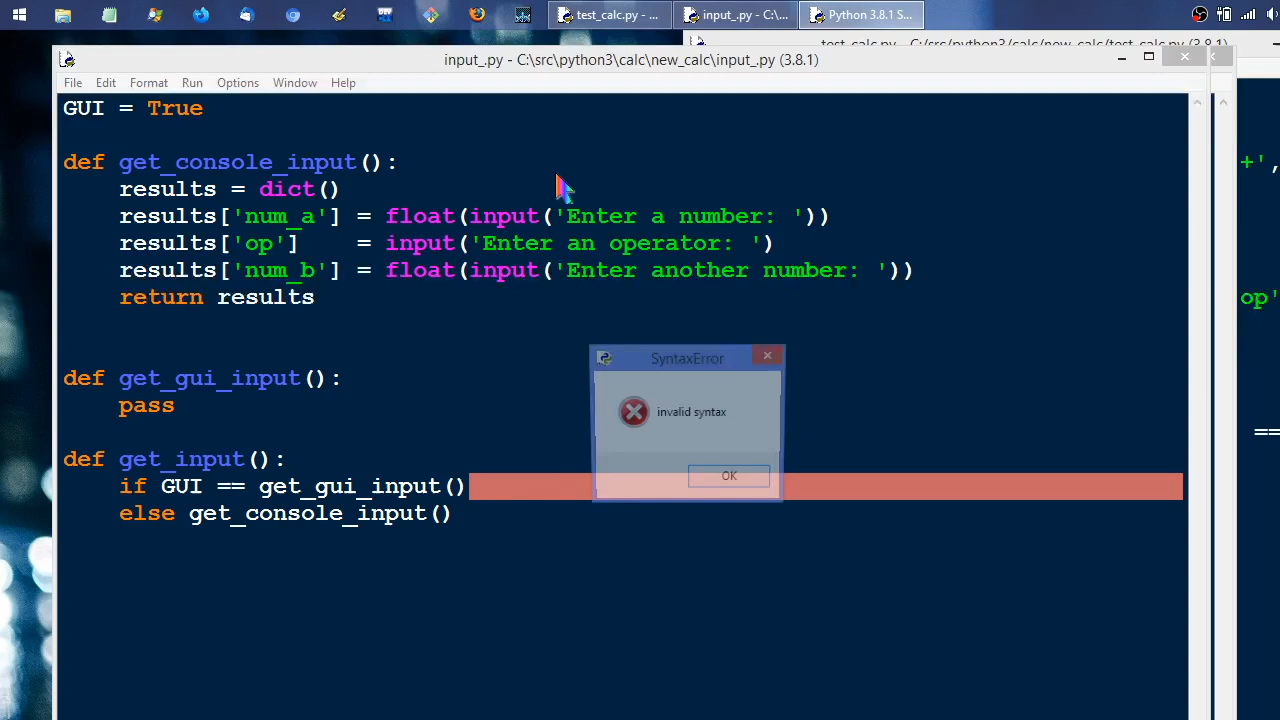 test_calc.py - ...
input_.py - C:\...
Python 3.8.1 S...
input_.py - C:\src\python3\calc\new_calc\input_.py (3.8.1)
File Edit Format Run Options Window Help
GUI = True
def get_console_input():
    results = dict()
    results['num_a'] = float(input('Enter a number: '))
    results['op']    = input('Enter an operator: ')
    results['num_b'] = float(input('Enter another number: '))
    return results
def get_gui_input():
    pass
def get_input():
    if GUI == get_gui_input()
    else get_console_input()
SyntaxError
invalid syntax
OK
+',
op'
==